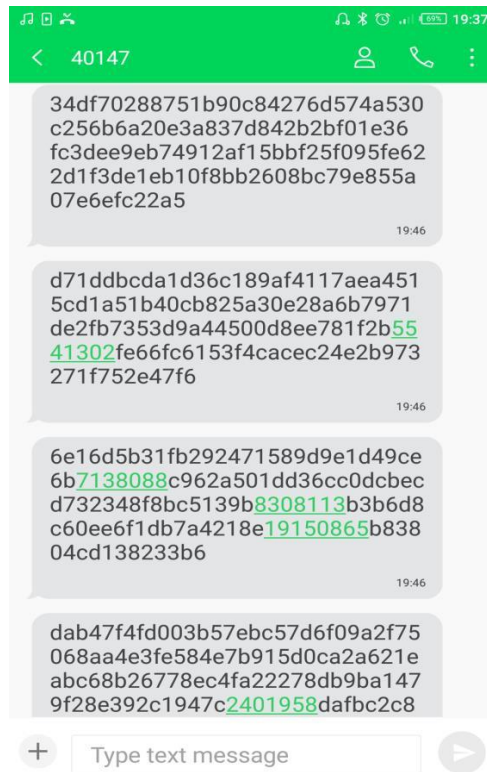 69% 19:37
40147
34df70288751b90c84276d574a530
c256b6a20e3a837d842b2bf01e36
fc3dee9eb74912af15bbf25f095fe62
2d1f3de1eb10f8bb2608bc79e855a
07e6efc22a5
19:46
d71ddbcda1d36c189af4117aea451
5cd1a51b40cb825a30e28a6b7971
de2fb7353d9a44500d8ee781f2b55
41302fe66fc6153f4cacec24e2b973
271f752e47f6
19:46
6e16d5b31fb292471589d9e1d49ce
6b7138088c962a501dd36cc0dcbec
d732348f8bc5139b8308113b3b6d8
c60ee6f1db7a4218e19150865b838
04cd138233b6
19:46
dab47f4fd003b57ebc57d6f09a2f75
068aa4e3fe584e7b915d0ca2a621e
abc68b26778ec4fa22278db9ba147
9f28e392c1947c2401958dafbc2c8
Type text message